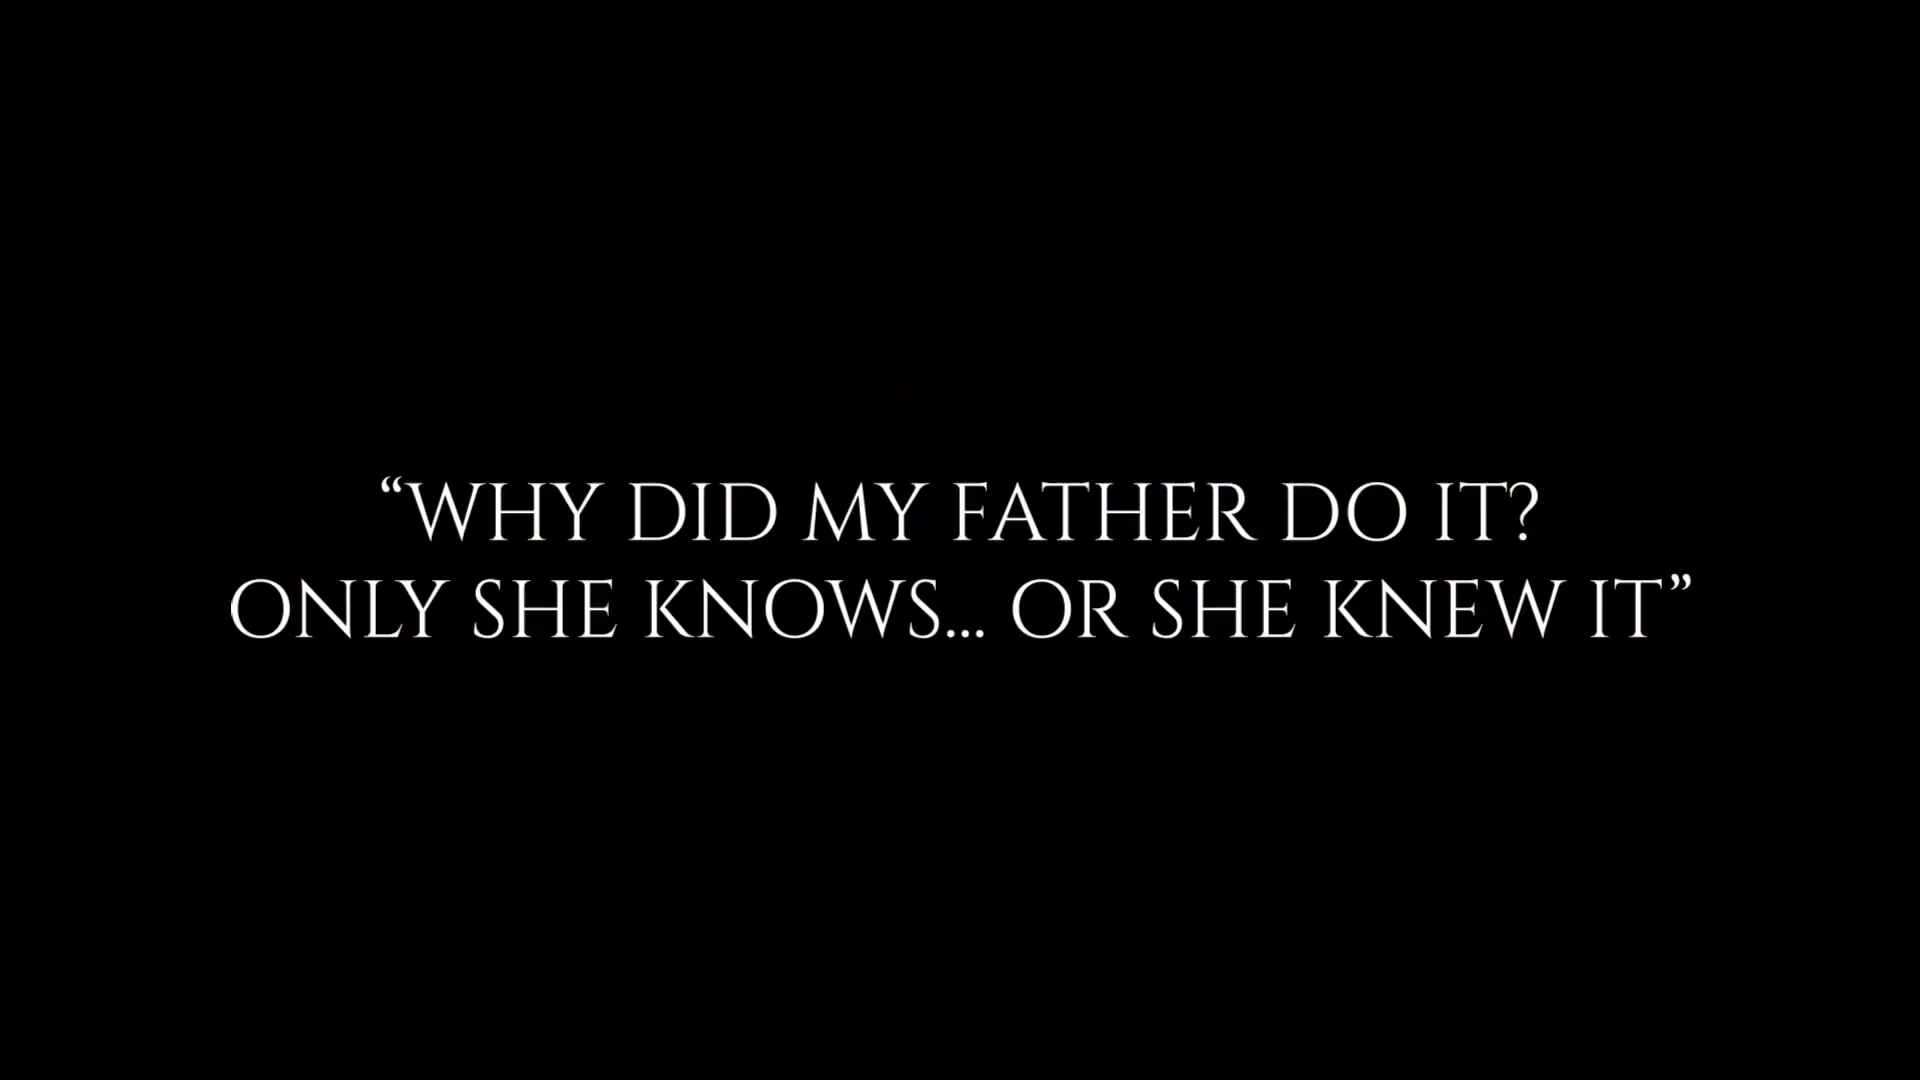 “WHY DID MY FATHER DO IT?
ONLY SHE KNOWS... OR SHE KNEW IT”